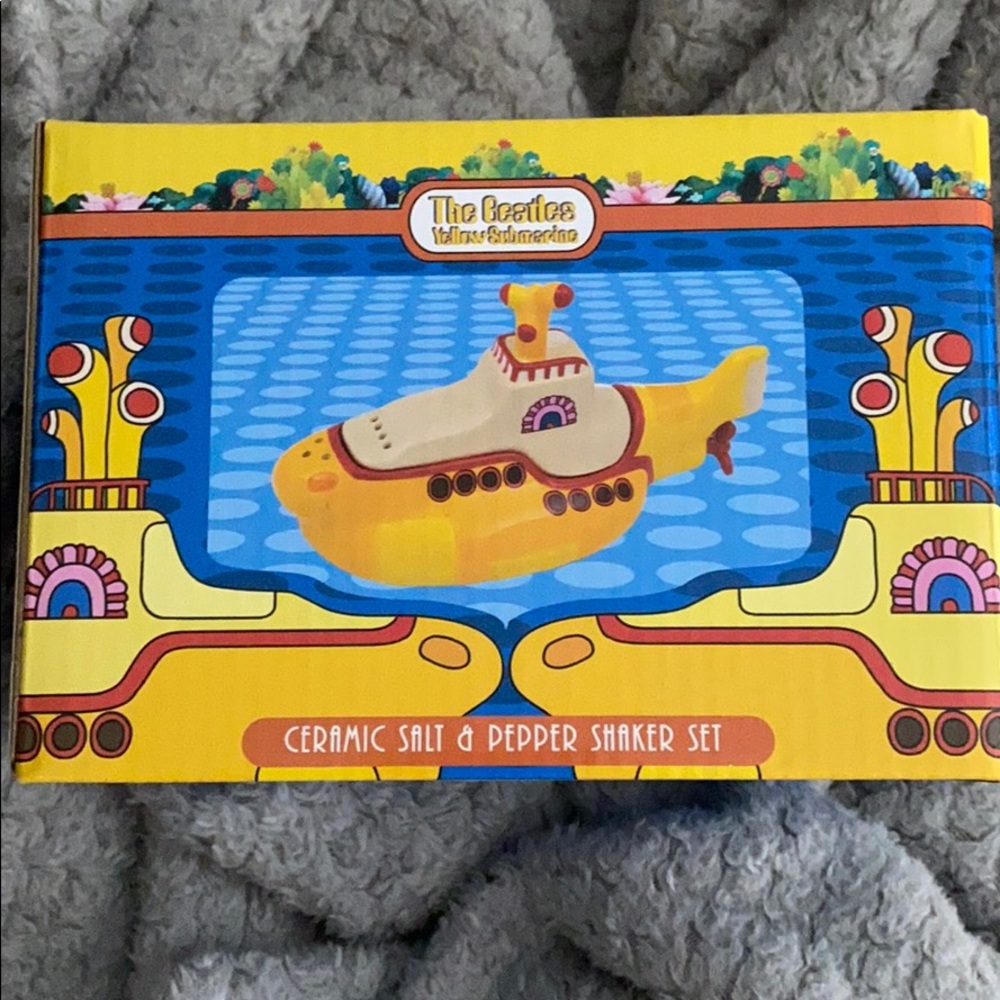 The Beatles
Yellow Submarine
CERAMIC SALT & PEPPER SHAKER SET